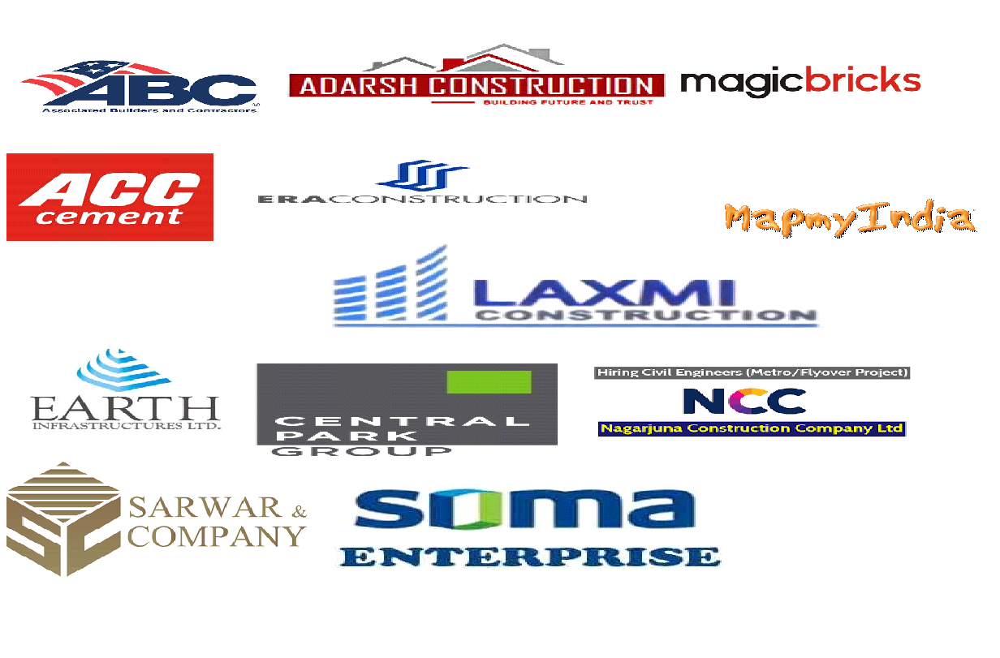 ABC
Associated Builders and Contractors
ADARSH CONSTRUCTION
BUILDING FUTURE AND TRUST
magicbricks
ACC
cement
ERACONSTRUCTION
MapmyIndia
LAXMI
CONSTRUCTION
EARTH
INFRASTRUCTURES LTD.
CENTRAL
PARK
GROUP
Hiring Civil Engineers (Metro/Flyover Project)
NCC
Nagarjuna Construction Company Ltd
SARWAR &
COMPANY
soma
ENTERPRISE